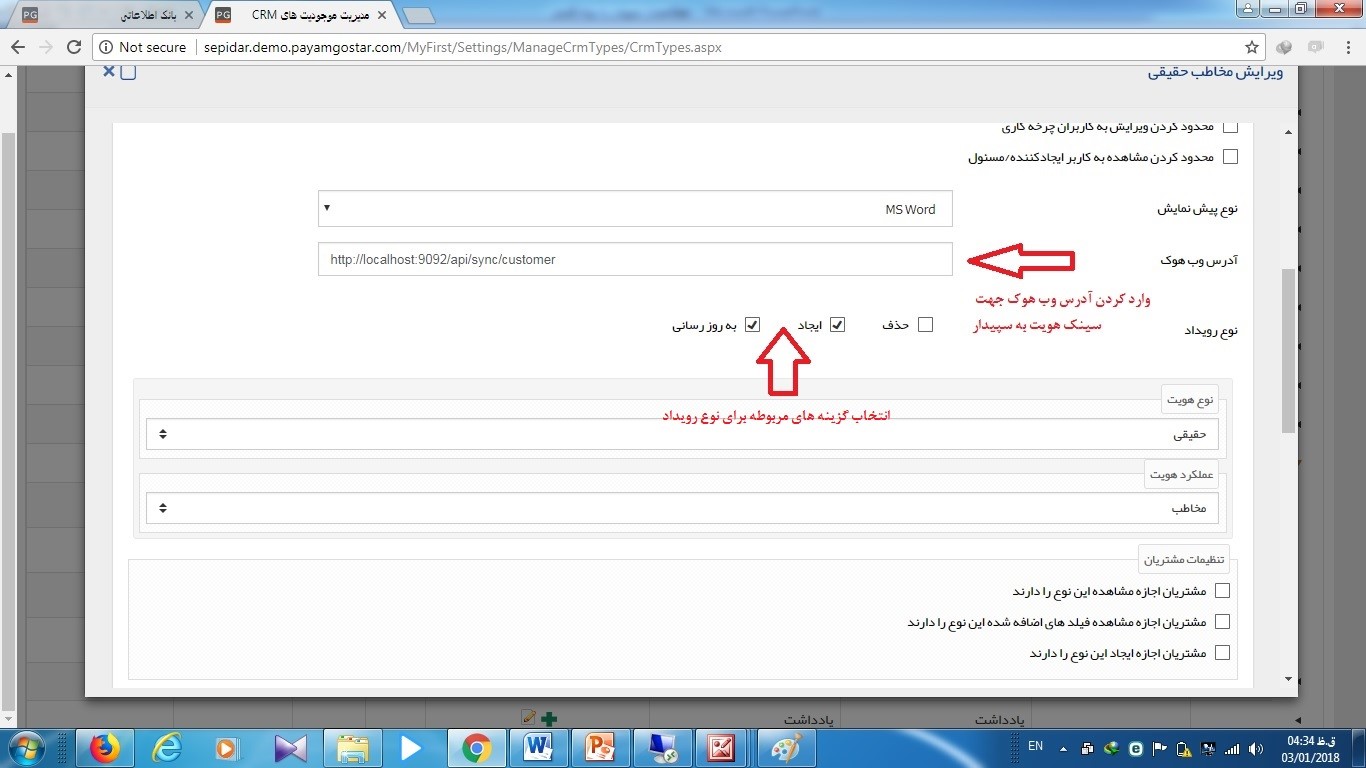 بانک اطلاعاتی
مدیریت موجودیت های CRM
Not secure
sepidar.demo.payamgostar.com/MyFirst/Settings/ManageCrmTypes/CrmTypes.aspx
ویرایش مخاطب حقیقی
محدود کردن ویرایش به کاربران چرخه کاری
محدود کردن مشاهده به کاربر ایجادکننده/مسئول
نوع پیش نمایش
MS Word
آدرس وب هوک
http://localhost:9092/api/sync/customer
وارد کردن آدرس وب هوک جهت
سینک هویت به سپیدار
نوع رویداد
حذف
ایجاد
به روز رسانی
انتخاب گزینه های مربوطه برای نوع رویداد
نوع هویت
حقیقی
عملکرد هویت
مخاطب
تنظیمات مشتریان
مشتریان اجازه مشاهده این نوع را دارند
مشتریان اجازه مشاهده فیلد های اضافه شده این نوع را دارند
مشتریان اجازه ایجاد این نوع را دارند
یادداشت
یادداشت
EN
04:34 ق.ظ
03/01/2018